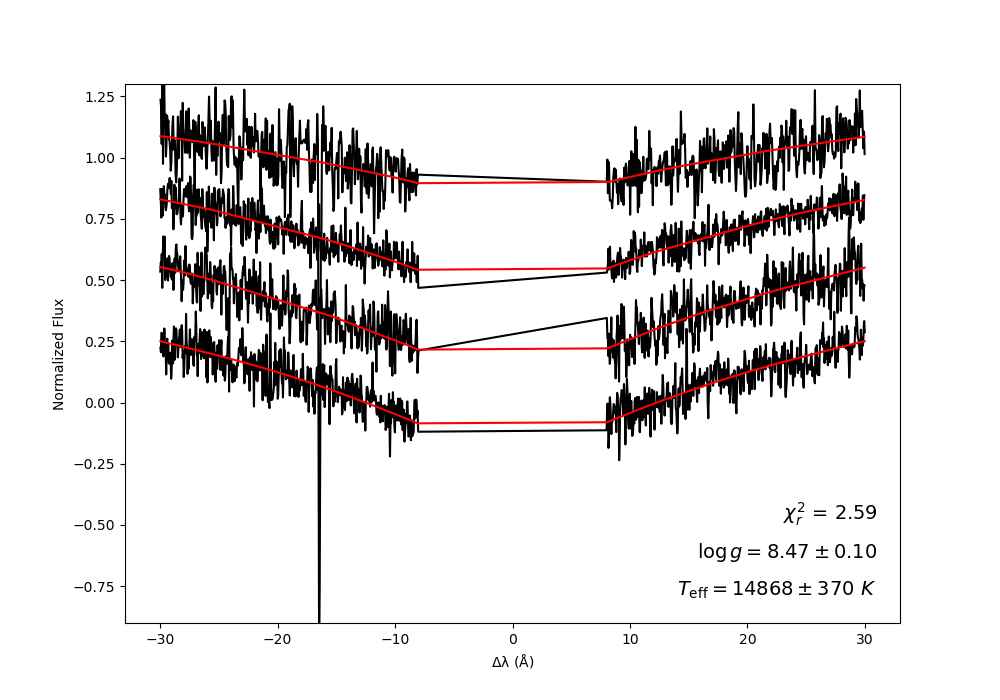 1.25
1.00
0.75
0.50
0.25
0.00
−0.25
−0.50
−0.75
Normalized Flux
χ²ᵣ = 2.59
log g = 8.47 ± 0.10
T_eff = 14868 ± 370 K
−30 −20 −10 0 10 20 30
Δλ (Å)